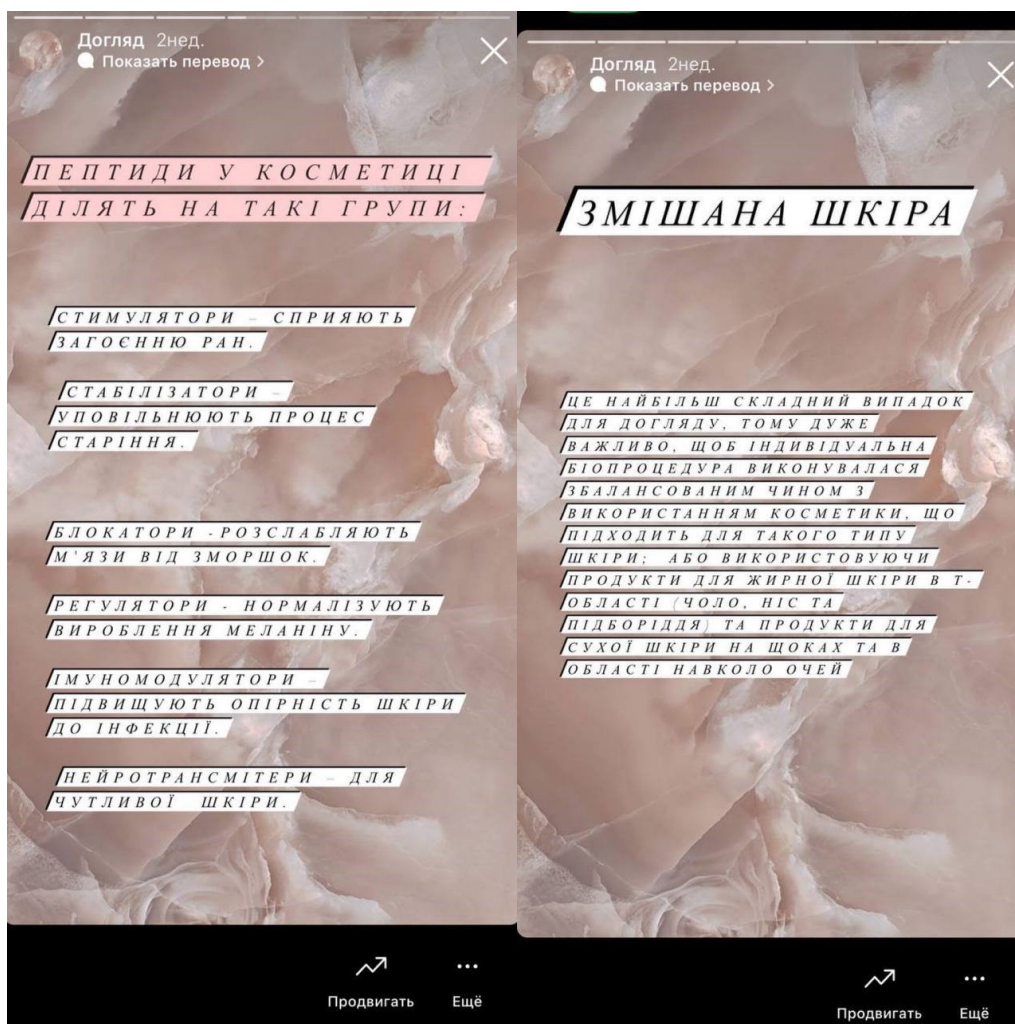 Догляд 2нед.
Показать перевод >
ПЕПТИДИ У КОСМЕТИЦІ
ДІЛЯТЬ НА ТАКІ ГРУПИ:
СТИМУЛЯТОРИ – СПРИЯЮТЬ
ЗАГОЄННЮ РАН.
СТАБІЛІЗАТОРИ –
УПОВІЛЬНЮЮТЬ ПРОЦЕС
СТАРІННЯ.
БЛОКАТОРИ -РОЗСЛАБЛЯЮТЬ
М'ЯЗИ ВІД ЗМОРШОК.
РЕГУЛЯТОРИ - НОРМАЛІЗУЮТЬ
ВИРОБЛЕННЯ МЕЛАНІНУ.
ІМУНОМОДУЛЯТОРИ –
ПІДВИЩУЮТЬ ОПІРНІСТЬ ШКІРИ
ДО ІНФЕКЦІЇ.
НЕЙРОТРАНСМІТЕРИ – ДЛЯ
ЧУТЛИВОЇ ШКІРИ.
Продвигать
Ещё
Догляд 2нед.
Показать перевод >
ЗМІШАНА ШКІРА
ЦЕ НАЙБІЛЬШ СКЛАДНИЙ ВИПАДОК
ДЛЯ ДОГЛЯДУ, ТОМУ ДУЖЕ
ВАЖЛИВО, ЩОБ ІНДИВІДУАЛЬНА
БІОПРОЦЕДУРА ВИКОНУВАЛАСЯ
ЗБАЛАНСОВАНИМ ЧИНОМ З
ВИКОРИСТАННЯМ КОСМЕТИКИ, ЩО
ПІДХОДИТЬ ДЛЯ ТАКОГО ТИПУ
ШКІРИ; АБО ВИКОРИСТОВУЮЧИ
ПРОДУКТИ ДЛЯ ЖИРНОЇ ШКІРИ В Т-
ОБЛАСТІ (ЧОЛО, НІС ТА
ПІДБОРІДДЯ) ТА ПРОДУКТИ ДЛЯ
СУХОЇ ШКІРИ НА ЩОКАХ ТА В
ОБЛАСТІ НАВКОЛО ОЧЕЙ
Продвигать
Ещё